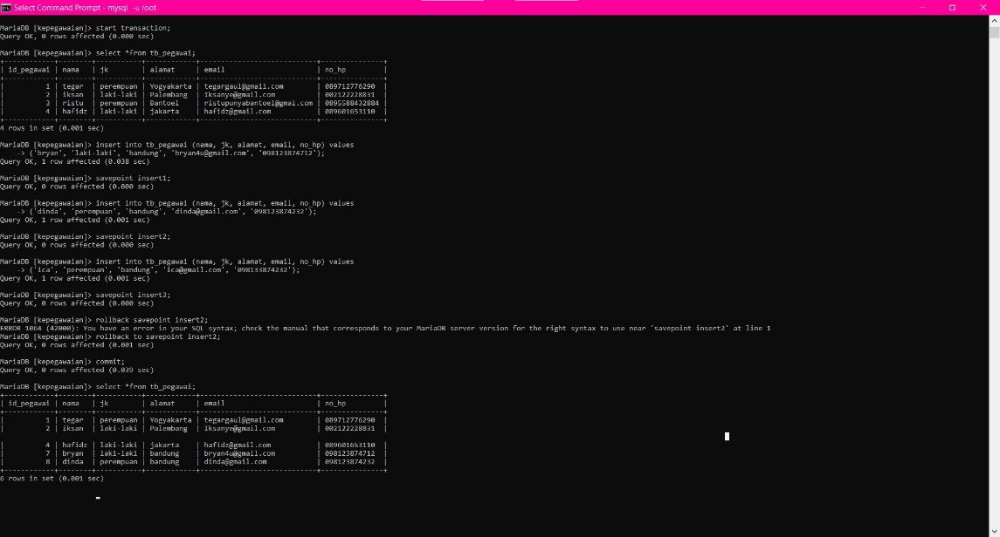 Select Command Prompt - mysql -u root
MariaDB [kepegawaian]> start transaction;
Query OK, 0 rows affected (0.000 sec)
MariaDB [kepegawaian]> select *from tb_pegawai;
+------------+--------+-----------+------------+----------------------------+---------------+
| id_pegawai | nama   | jk        | alamat     | email                      | no_hp         |
+------------+--------+-----------+------------+----------------------------+---------------+
|          1 | tegar  | perempuan | Yogyakarta | tegargaul@gmail.com        | 089712776290  |
|          2 | iksan  | laki-laki | Palembang  | Iksanye@gmail.com          | 002122228831  |
|          3 | ristu  | perempuan | Bantoel    | ristupunyabantoel@gmai.com | 0895588432884 |
|          4 | hafidz | laki-laki | jakarta    | hafidz@gmail.com           | 089601653110  |
+------------+--------+-----------+------------+----------------------------+---------------+
4 rows in set (0.001 sec)
MariaDB [kepegawaian]> insert into tb_pegawai (nama, jk, alamat, email, no_hp) values
    -> ('bryan', 'laki-laki', 'bandung', 'bryan4u@gmail.com', '098123874712');
Query OK, 1 row affected (0.038 sec)
MariaDB [kepegawaian]> savepoint insert1;
Query OK, 0 rows affected (0.000 sec)
MariaDB [kepegawaian]> insert into tb_pegawai (nama, jk, alamat, email, no_hp) values
    -> ('dinda', 'perempuan', 'bandung', 'dinda@gmail.com', '098123874232');
Query OK, 1 row affected (0.001 sec)
MariaDB [kepegawaian]> savepoint insert2;
Query OK, 0 rows affected (0.000 sec)
MariaDB [kepegawaian]> insert into tb_pegawai (nama, jk, alamat, email, no_hp) values
    -> ('ica', 'perempuan', 'bandung', 'ica@gmail.com', '098133874232');
Query OK, 1 row affected (0.001 sec)
MariaDB [kepegawaian]> savepoint insert3;
Query OK, 0 rows affected (0.000 sec)
MariaDB [kepegawaian]> rollback savepoint insert2;
ERROR 1064 (42000): You have an error in your SQL syntax; check the manual that corresponds to your MariaDB server version for the right syntax to use near 'savepoint insert2' at line 1
MariaDB [kepegawaian]> rollback to savepoint insert2;
Query OK, 0 rows affected (0.001 sec)
MariaDB [kepegawaian]> commit;
Query OK, 0 rows affected (0.039 sec)
MariaDB [kepegawaian]> select *from tb_pegawai;
+------------+--------+-----------+------------+----------------------------+---------------+
| id_pegawai | nama   | jk        | alamat     | email                      | no_hp         |
+------------+--------+-----------+------------+----------------------------+---------------+
|          1 | tegar  | perempuan | Yogyakarta | tegargaul@gmail.com        | 089712776290  |
|          2 | iksan  | laki-laki | Palembang  | Iksanye@gmail.com          | 002122228831  |
|          4 | hafidz | laki-laki | jakarta    | hafidz@gmail.com           | 089601653110  |
|          7 | bryan  | laki-laki | bandung    | bryan4u@gmail.com          | 098123874712  |
|          8 | dinda  | perempuan | bandung    | dinda@gmail.com            | 098123874232  |
+------------+--------+-----------+------------+----------------------------+---------------+
6 rows in set (0.001 sec)